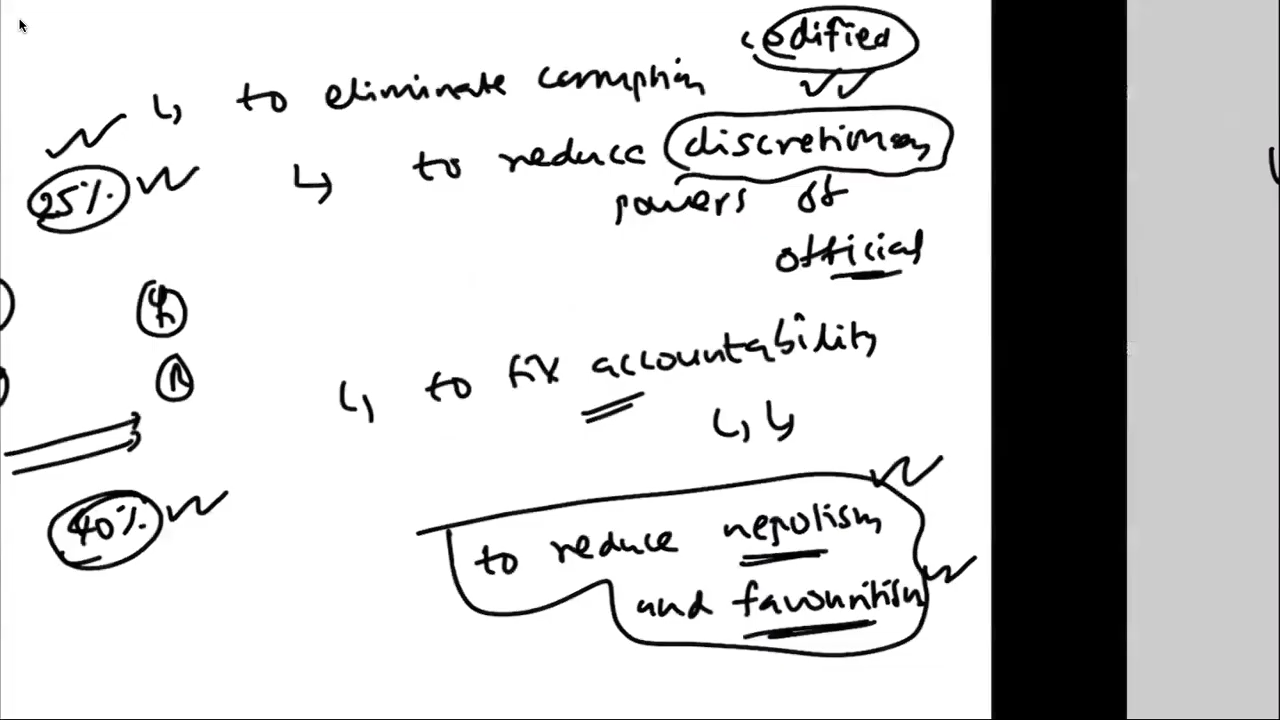 codified
↳ to eliminate corruption
25% ↳ to reduce discretionary
powers of
official
↳ to fix accountability
R
40%
to reduce nepotism
and favouritism